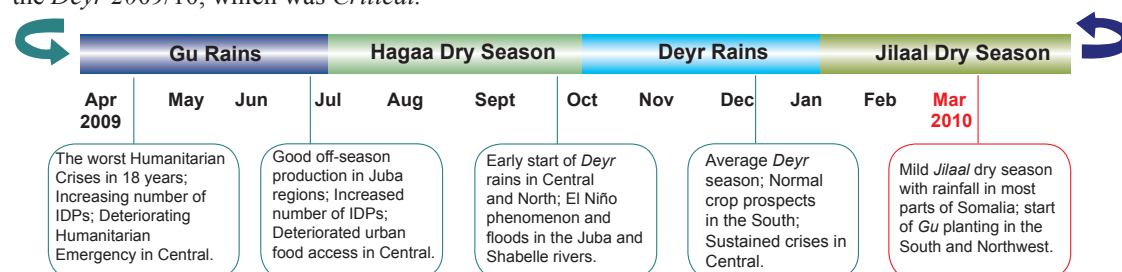 the Deyr 2009/10, which was Critical.
Gu Rains Hagaa Dry Season Deyr Rains Jilaal Dry Season
Apr May Jun Jul Aug Sept Oct Nov Dec Jan Feb Mar
2009 2010
The worst Humanitarian
Crises in 18 years;
Increasing number of
IDPs; Deteriorating
Humanitarian
Emergency in Central.
Good off-season
production in Juba
regions; Increased
number of IDPs;
Deteriorated urban
food access in Central.
Early start of Deyr
rains in Central
and North; El Niño
phenomenon and
floods in the Juba and
Shabelle rivers.
Average Deyr
season; Normal
crop prospects
in the South;
Sustained crises in
Central.
Mild Jilaal dry season
with rainfall in most
parts of Somalia; start
of Gu planting in the
South and Northwest.